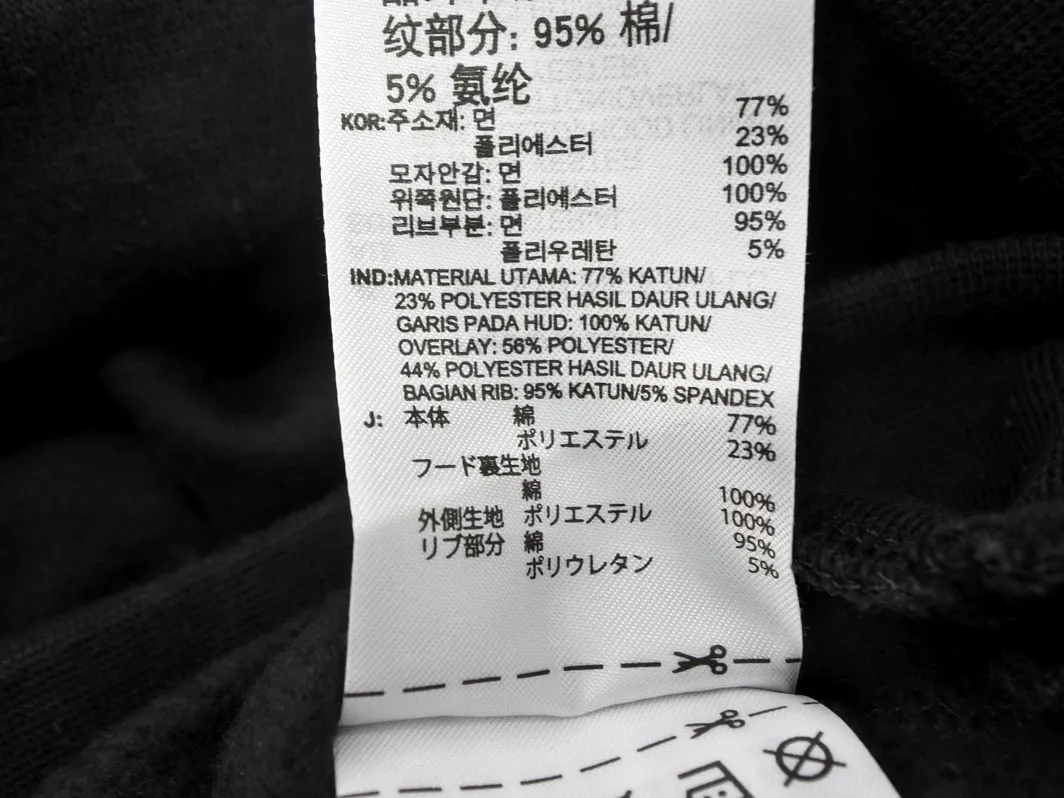 纹部分: 95% 棉/
5% 氨纶
KOR:주소재: 면 77%
폴리에스터 23%
모자안감: 면 100%
위쪽원단: 폴리에스터 100%
리브부분: 면 95%
폴리우레탄 5%
IND:MATERIAL UTAMA: 77% KATUN/
23% POLYESTER HASIL DAUR ULANG/
GARIS PADA HUD: 100% KATUN/
OVERLAY: 56% POLYESTER/
44% POLYESTER HASIL DAUR ULANG/
BAGIAN RIB: 95% KATUN/5% SPANDEX
J: 本体 綿 77%
ポリエステル 23%
フード裏生地
綿 100%
外側生地 ポリエステル 100%
リブ部分 綿 95%
ポリウレタン 5%